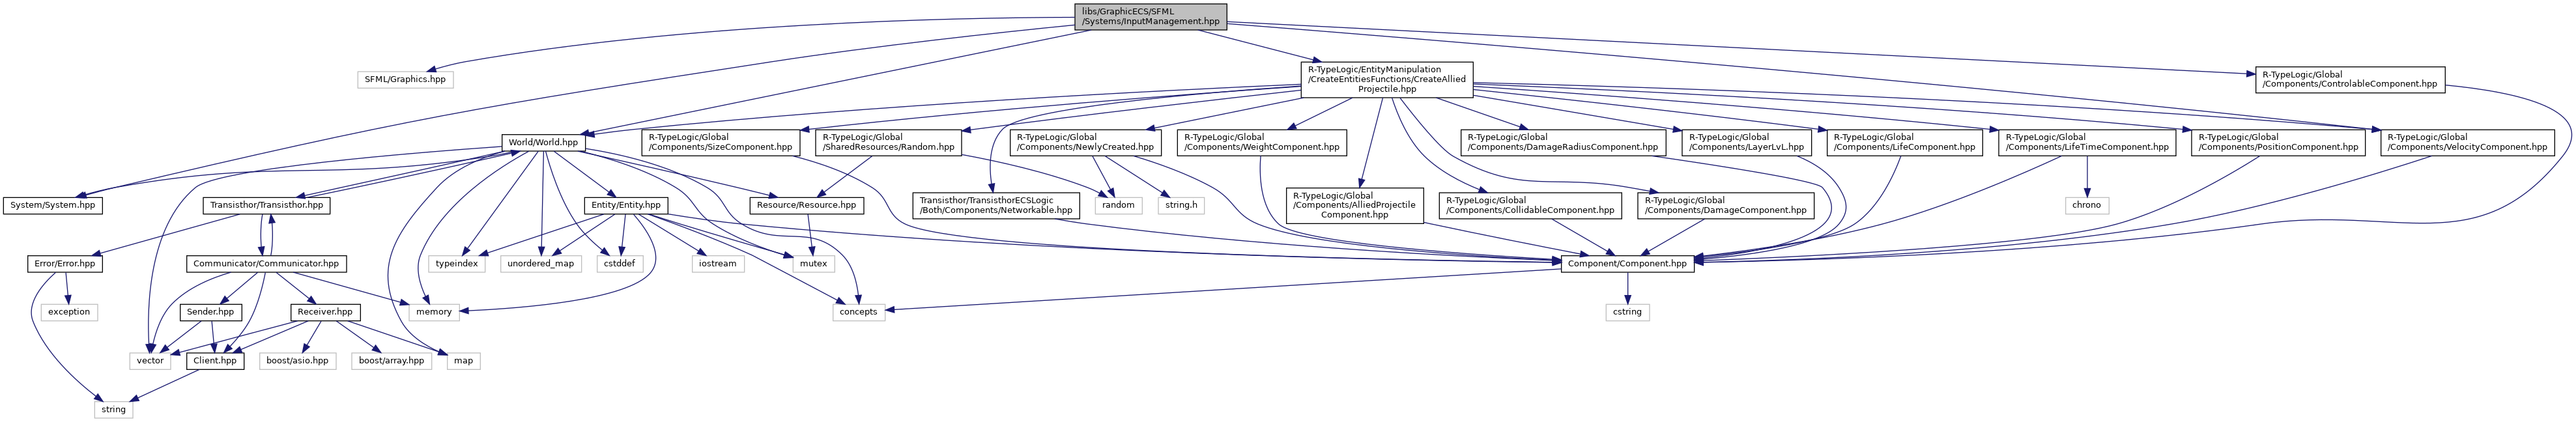 libs/GraphicECS/SFML
/Systems/InputManagement.hpp
SFML/Graphics.hpp
R-TypeLogic/EntityManipulation
/CreateEntitiesFunctions/CreateAllied
Projectile.hpp
R-TypeLogic/Global
/Components/ControlableComponent.hpp
World/World.hpp
R-TypeLogic/Global
/Components/SizeComponent.hpp
R-TypeLogic/Global
/SharedResources/Random.hpp
R-TypeLogic/Global
/Components/NewlyCreated.hpp
R-TypeLogic/Global
/Components/WeightComponent.hpp
R-TypeLogic/Global
/Components/DamageRadiusComponent.hpp
R-TypeLogic/Global
/Components/LayerLvL.hpp
R-TypeLogic/Global
/Components/LifeComponent.hpp
R-TypeLogic/Global
/Components/LifeTimeComponent.hpp
R-TypeLogic/Global
/Components/PositionComponent.hpp
R-TypeLogic/Global
/Components/VelocityComponent.hpp
System/System.hpp
Transisthor/Transisthor.hpp
Entity/Entity.hpp
Resource/Resource.hpp
Transisthor/TransisthorECSLogic
/Both/Components/Networkable.hpp
random
string.h
R-TypeLogic/Global
/Components/AlliedProjectile
Component.hpp
R-TypeLogic/Global
/Components/CollidableComponent.hpp
R-TypeLogic/Global
/Components/DamageComponent.hpp
chrono
Error/Error.hpp
Communicator/Communicator.hpp
typeindex
unordered_map
cstddef
iostream
mutex
Component/Component.hpp
exception
Sender.hpp
Receiver.hpp
memory
concepts
cstring
vector
Client.hpp
boost/asio.hpp
boost/array.hpp
map
string